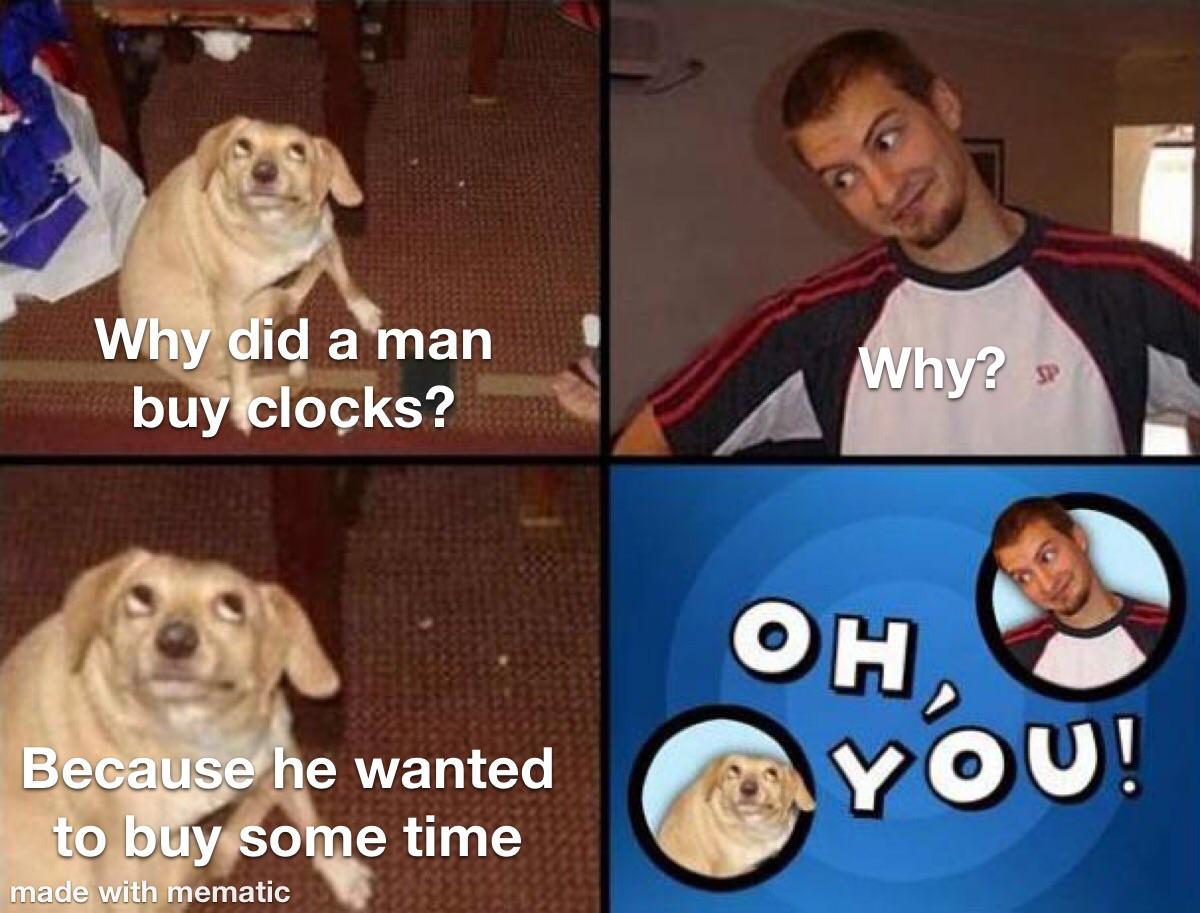 Why did a man
buy clocks?
Why?
SP
Because he wanted
to buy some time
made with mematic
OH,
YOU!